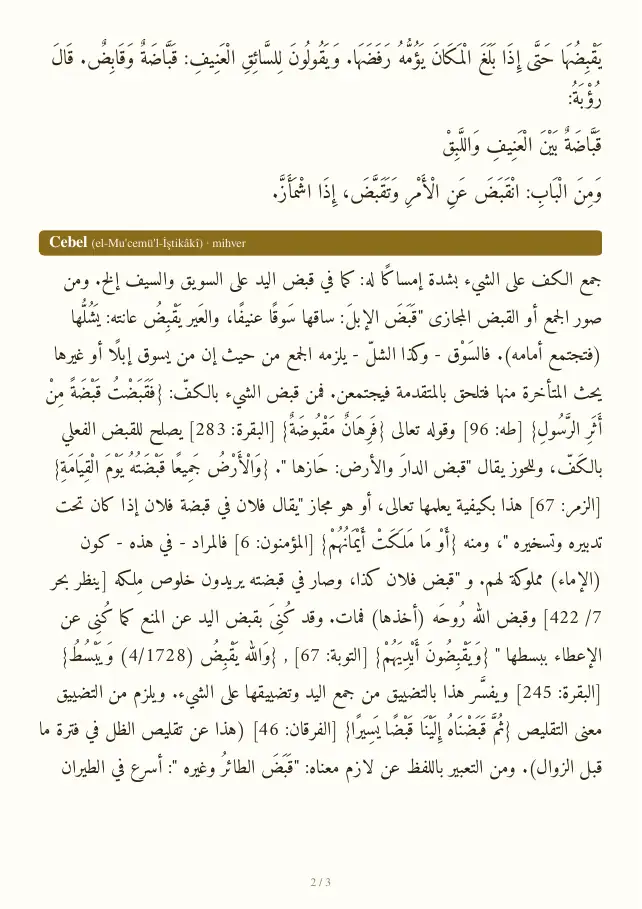 يَقْبِضُهَا حَتَّى إِذَا بَلَغَ الْمَكَانَ يَؤُمُّهُ رَفَضَهَا. وَيَقُولُونَ لِلسَّائِقِ الْعَنِيفِ: قَبَّاضَةٌ وَقَابِضٌ. قَالَ
رُؤْبَةُ:
قَبَّاضَةٌ بَيْنَ الْعَنِيفِ وَاللَّبِقْ
وَمِنَ الْبَابِ: انْقَبَضَ عَنِ الْأَمْرِ وَتَقَبَّضَ، إِذَا اشْمَأَزَّ.
Cebel (el-Mu'cemü'l-İştikâkî) · mihver
جمع الكف على الشيء بشدة إمساكًا له: كما في قبض اليد على السويق والسيف إلخ. ومن
صور الجمع أو القبض المجازى "قَبَضَ الإبلَ: ساقها سَوقًا عنيفًا، والعَير يَقْبِضُ عانته: يَشُلُّها
(فتجتمع أمامه). فالسَوْق - وكذا الشلّ - يلزمه الجمع من حيث إن من يسوق إبلًا أو غيرها
يحث المتأخرة منها فتلحق بالمتقدمة فيجتمعن. فمن قبض الشيء بالكفّ: {فَقَبَضْتُ قَبْضَةً مِنْ
أَثَرِ الرَّسُولِ} [طه: 96] وقوله تعالى {فَرِهَانٌ مَقْبُوضَةٌ} [البقرة: 283] يصلح للقبض الفعلي
بالكَفّ، وللحوز يقال "قبض الدارَ والأرض: حَازها ". {وَالْأَرْضُ جَمِيعًا قَبْضَتُهُ يَوْمَ الْقِيَامَةِ}
[الزمر: 67] هذا بكيفية يعلمها تعالى، أو هو مجاز "يقال فلان في قبضة فلان إذا كان تحت
تدبيره وتسخيره "، ومنه {أَوْ مَا مَلَكَتْ أَيْمَانُهُمْ} [المؤمنون: 6] فالمراد - في هذه - كون
(الإماء) مملوكة لهم. و "قبض فلان كذا، وصار في قبضته يريدون خلوص مِلكه [ينظر بحر
7/ 422] وقبض الله رُوحَه (أخذها) فمات. وقد كُنِىَ بقبض اليد عن المنع كما كُنِى عن
الإعطاء ببسطها " {وَيَقْبِضُونَ أَيْدِيَهُمْ} [التوبة: 67] , {وَالله يَقْبِضُ (4/1728) وَيَبْسُطُ}
[البقرة: 245] ويفسَّر هذا بالتضييق من جمع اليد وتضييقها على الشيء. ويلزم من التضييق
معنى التقليص {ثُمَّ قَبَضْنَاهُ إِلَيْنَا قَبْضًا يَسِيرًا} [الفرقان: 46] (هذا عن تقليص الظل في فترة ما
قبل الزوال). ومن التعبير باللفظ عن لازم معناه: "قَبَضَ الطائرُ وغيره ": أسرع في الطيران
2 / 3